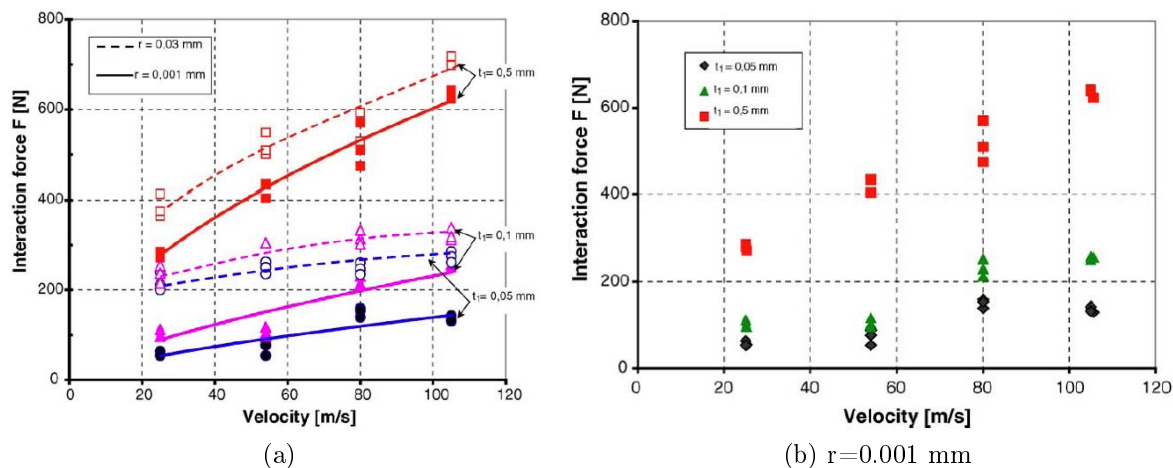 800
600
400
200
0
0
20
40
60
80
100
120
Interaction force F [N]
Velocity [m/s]
r = 0,03 mm
r = 0,001 mm
t₁= 0,5 mm
t₁= 0,1 mm
t₁= 0,05 mm
(a)
800
600
400
200
0
0
20
40
60
80
100
120
Interaction force F [N]
Velocity [m/s]
t₁ = 0,05 mm
t₁ = 0,1 mm
t₁ = 0,5 mm
(b) r=0.001 mm